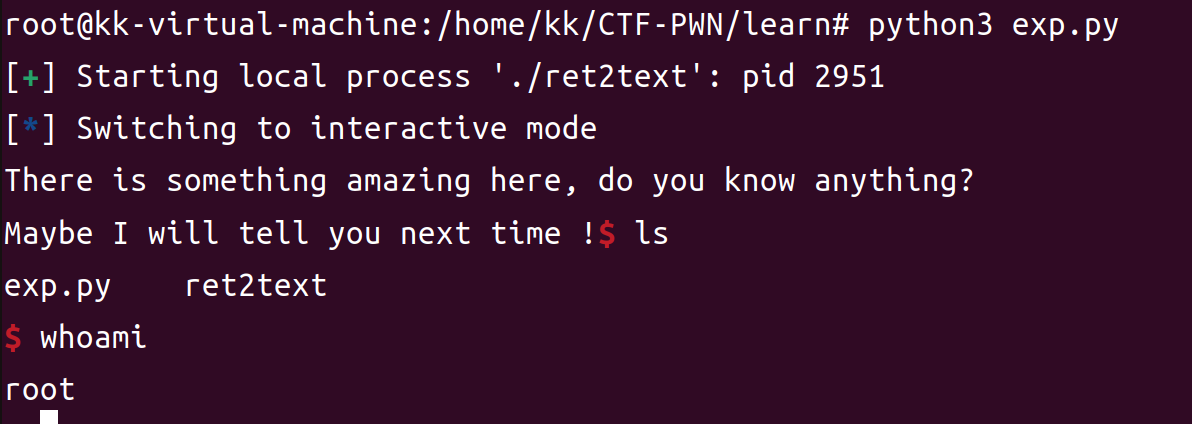 root@kk-virtual-machine:/home/kk/CTF-PWN/learn# python3 exp.py
[+] Starting local process './ret2text': pid 2951
[*] Switching to interactive mode
There is something amazing here, do you know anything?
Maybe I will tell you next time !$ ls
exp.py    ret2text
$ whoami
root